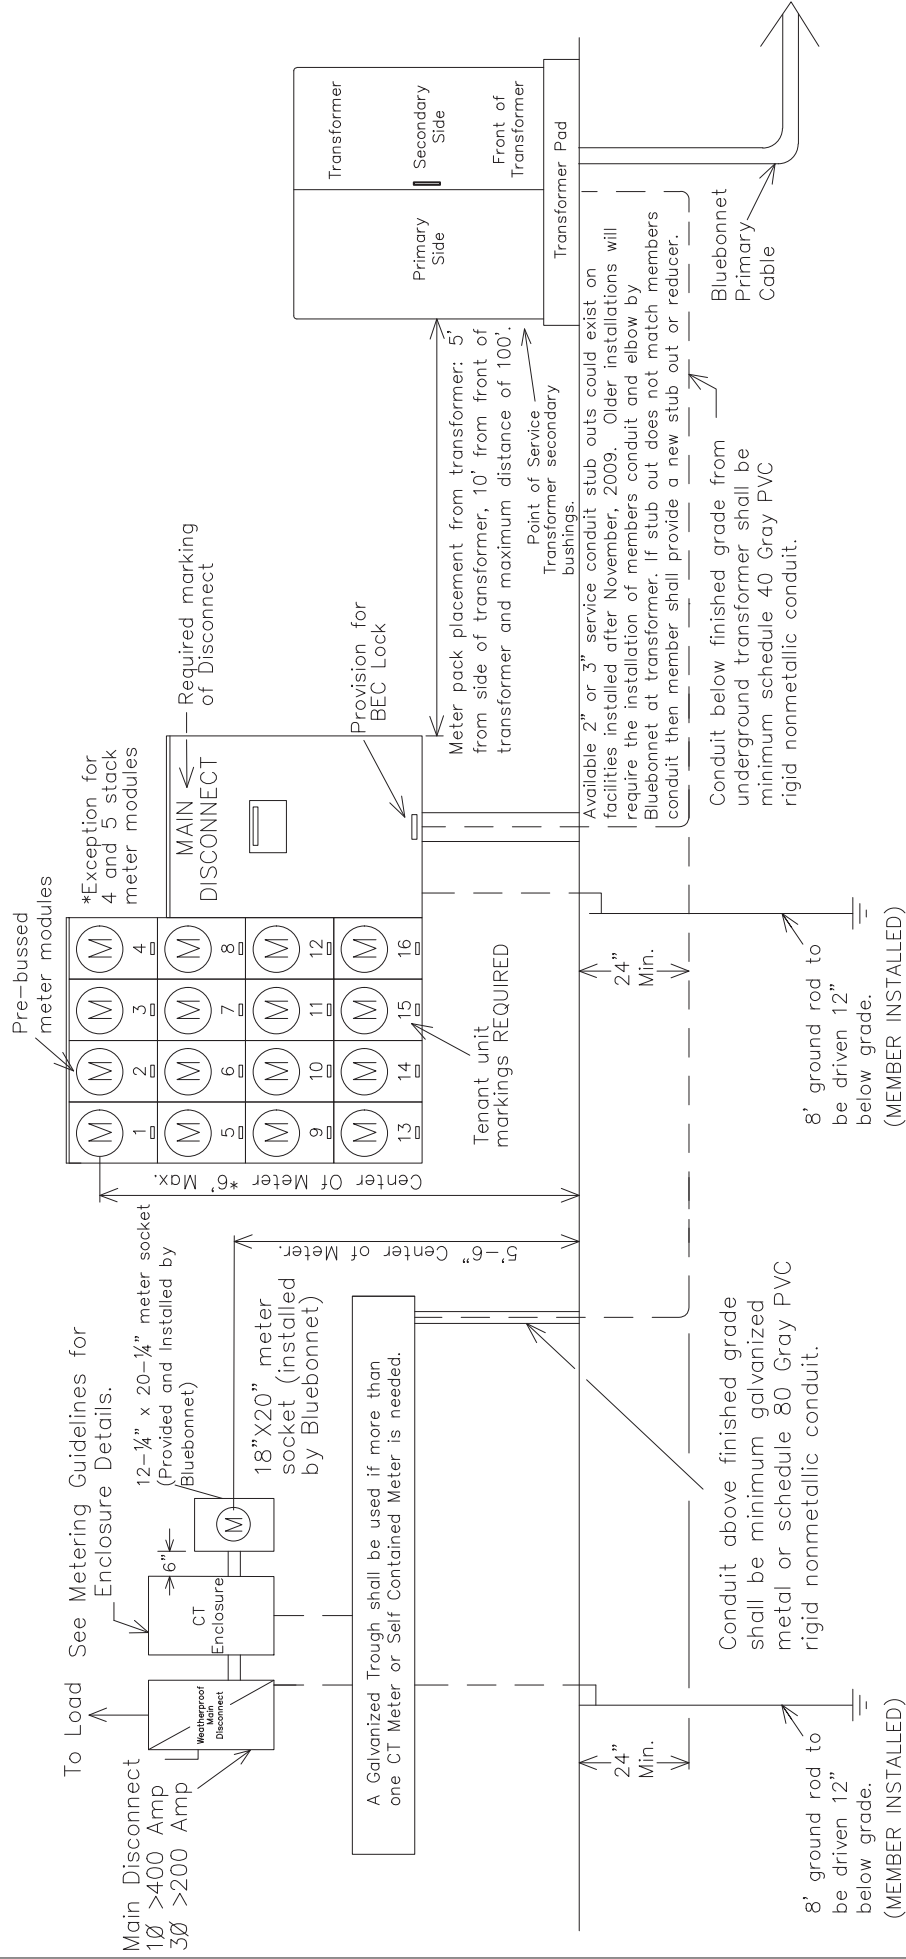 To Load
See Metering Guidelines for
Enclosure Details.
Main Disconnect
1Ø >400 Amp
3Ø >200 Amp
Weatherproof
Main
Disconnect
CT
Enclosure
6"
M
12-¼" x 20-¼" meter socket
(Provided and Installed by
Bluebonnet)
18"X20" meter
socket (installed
by Bluebonnet)
A Galvanized Trough shall be used if more than
one CT Meter or Self Contained Meter is needed.
5'-6" Center of Meter.
Center Of Meter *6' Max.
Pre-bussed
meter modules
*Exception for
4 and 5 stack
meter modules
M
M
M
M
1
2
3
4
M
M
M
M
5
6
7
8
M
M
M
M
9
10
11
12
M
M
M
M
13
14
15
16
Tenant unit
markings REQUIRED
MAIN
DISCONNECT
Required marking
of Disconnect
Provision for
BEC Lock
Meter pack placement from transformer: 5'
from side of transformer, 10' from front of
transformer and maximum distance of 100'.
Point of Service
Transformer secondary
bushings.
Transformer
Primary
Side
Secondary
Side
Front of
Transformer
Transformer Pad
Available 2" or 3" service conduit stub outs could exist on
facilities installed after November, 2009. Older installations will
require the installation of members conduit and elbow by
Bluebonnet at transformer. If stub out does not match members
conduit then member shall provide a new stub out or reducer.
Bluebonnet
Primary
Cable
Conduit below finished grade from
underground transformer shall be
minimum schedule 40 Gray PVC
rigid nonmetallic conduit.
24"
Min.
8' ground rod to
be driven 12"
below grade.
(MEMBER INSTALLED)
Conduit above finished grade
shall be minimum galvanized
metal or schedule 80 Gray PVC
rigid nonmetallic conduit.
24"
Min.
8' ground rod to
be driven 12"
below grade.
(MEMBER INSTALLED)